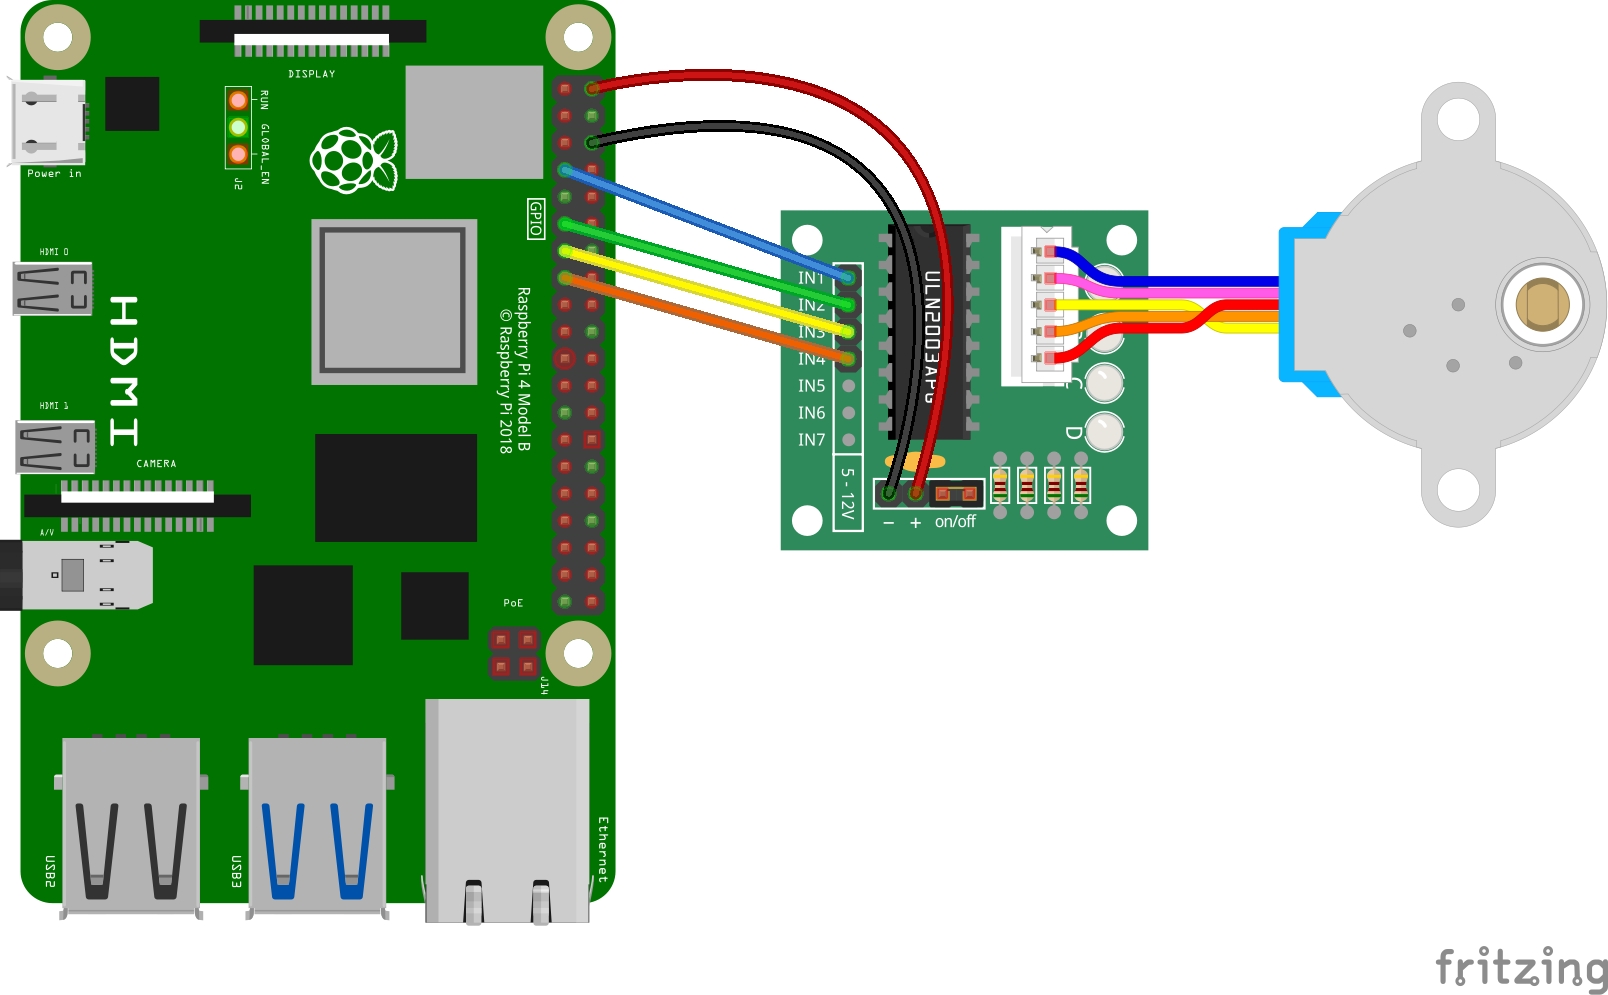 DISPLAY
RUN
GLOBAL_EN
J2
Power in
GPIO
HDMI 0
HDMI
Raspberry Pi 4 Model B
© Raspberry Pi 2018
HDMI 1
CAMERA
A/V
PoE
J14
USB2
USB3
Ethernet
IN1
IN2
IN3
IN4
IN5
IN6
IN7
5 - 12V
ULN2003APG
C
D
– + on/off
fritzing